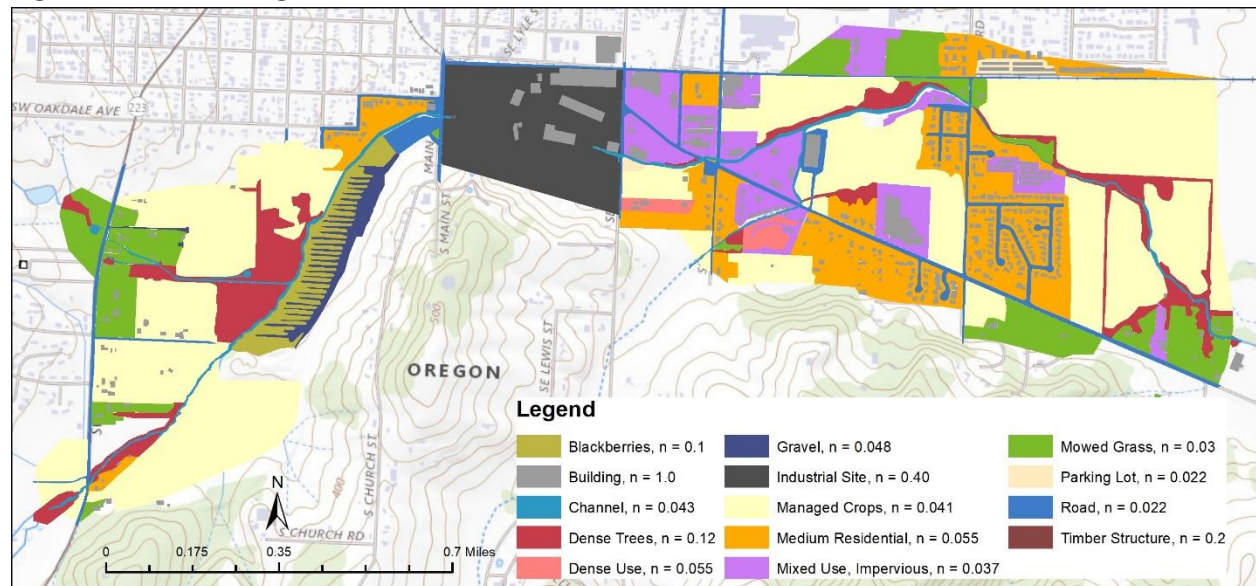 SE LYLE S
RD
SW OAKDALE AVE
223
MAIN
S MAIN ST
SE
S
500
OREGON
SE LEWIS ST
S CHURCH ST
400
S CHURCH RD
N
0 0.175 0.35 0.7 Miles
Legend
Blackberries, n = 0.1
Building, n = 1.0
Channel, n = 0.043
Dense Trees, n = 0.12
Dense Use, n = 0.055
Gravel, n = 0.048
Industrial Site, n = 0.40
Managed Crops, n = 0.041
Medium Residential, n = 0.055
Mixed Use, Impervious, n = 0.037
Mowed Grass, n = 0.03
Parking Lot, n = 0.022
Road, n = 0.022
Timber Structure, n = 0.2